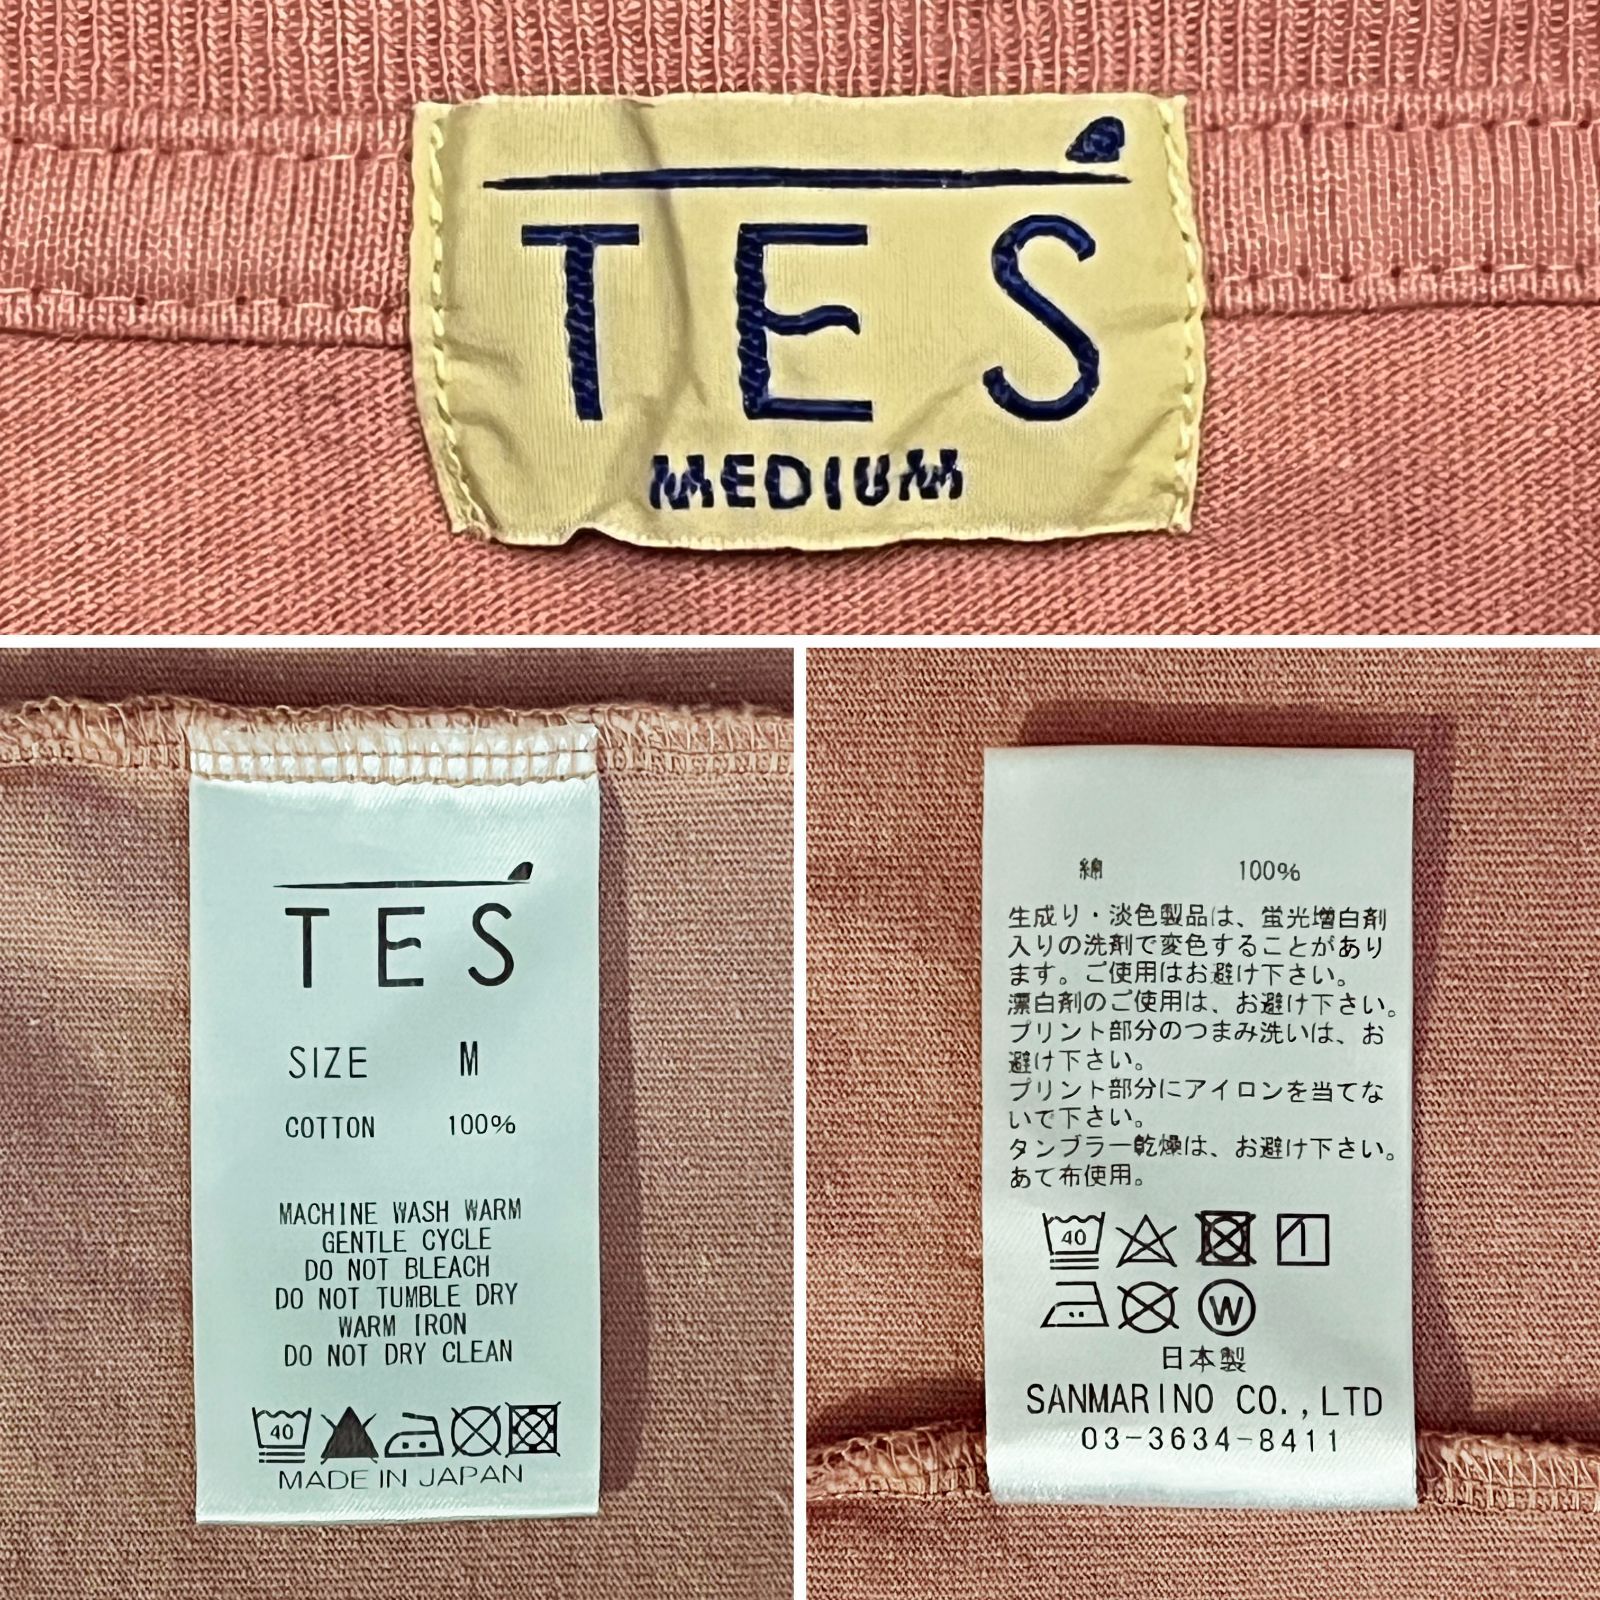 TES
MEDIUM
TES
SIZE M
COTTON 100%
MACHINE WASH WARM
GENTLE CYCLE
DO NOT BLEACH
DO NOT TUMBLE DRY
WARM IRON
DO NOT DRY CLEAN
40
MADE IN JAPAN
綿 100%
生成り・淡色製品は、蛍光増白剤
入りの洗剤で変色することがあり
ます。ご使用はお避け下さい。
漂白剤のご使用は、お避け下さい。
プリント部分のつまみ洗いは、お
避け下さい。
プリント部分にアイロンを当てな
いで下さい。
タンブラー乾燥は、お避け下さい。
あて布使用。
40
W
日本製
SANMARINO CO.,LTD
03-3634-8411